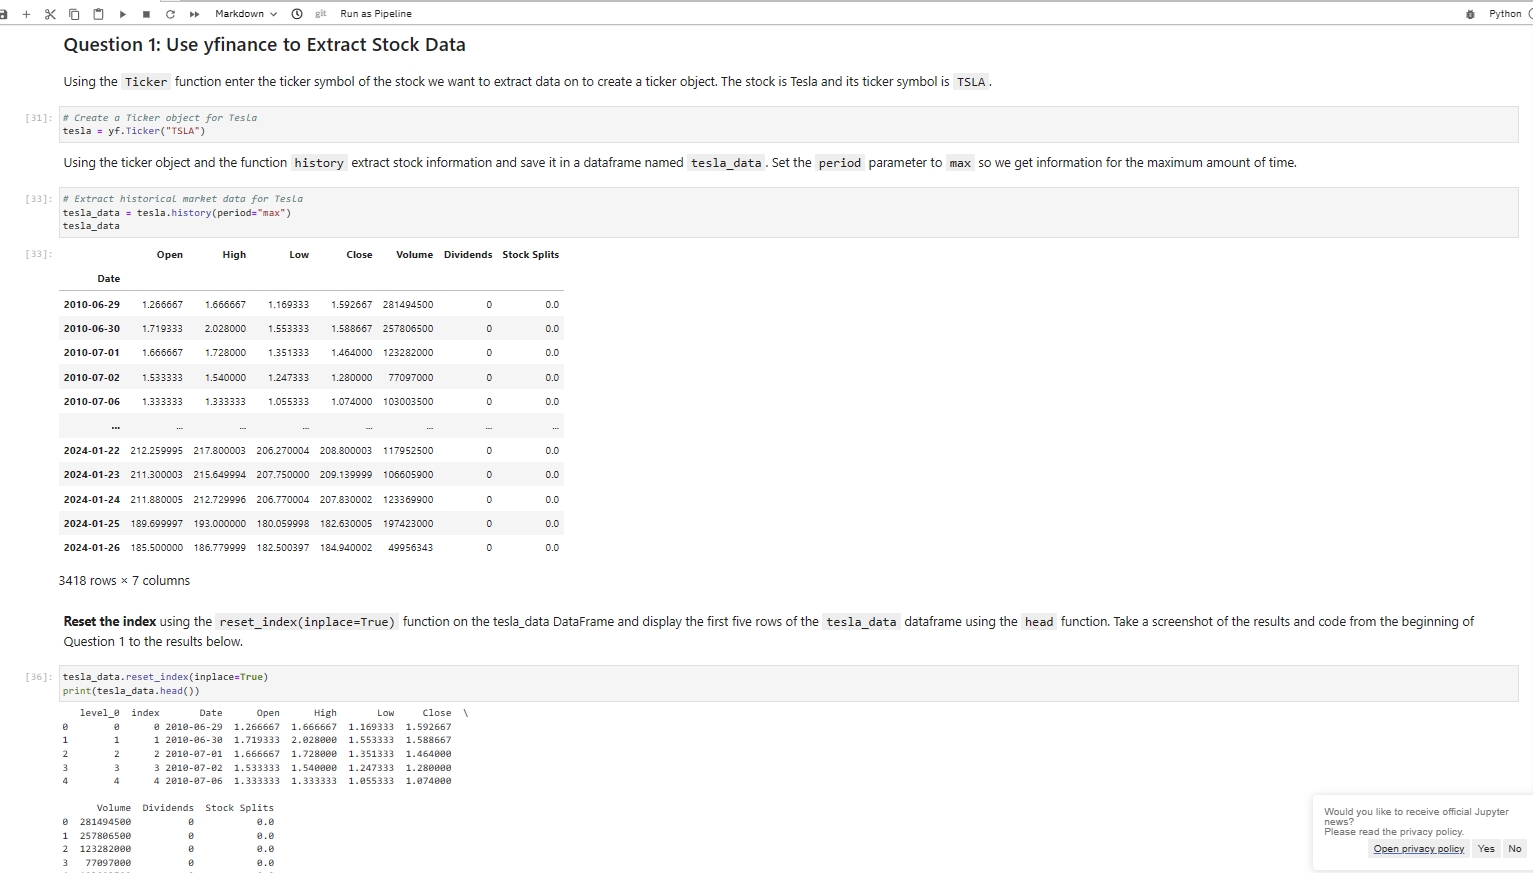 Markdown git Run as Pipeline Python
Question 1: Use yfinance to Extract Stock Data
Using the Ticker function enter the ticker symbol of the stock we want to extract data on to create a ticker object. The stock is Tesla and its ticker symbol is TSLA .
[31]: # Create a Ticker object for Tesla
tesla = yf.Ticker("TSLA")
Using the ticker object and the function history extract stock information and save it in a dataframe named tesla_data . Set the period parameter to max so we get information for the maximum amount of time.
[33]: # Extract historical market data for Tesla
tesla_data = tesla.history(period="max")
tesla_data
[33]: Open High Low Close Volume Dividends Stock Splits
Date
2010-06-29 1.266667 1.666667 1.169333 1.592667 281494500 0 0.0
2010-06-30 1.719333 2.028000 1.553333 1.588667 257806500 0 0.0
2010-07-01 1.666667 1.728000 1.351333 1.464000 123282000 0 0.0
2010-07-02 1.533333 1.540000 1.247333 1.280000 77097000 0 0.0
2010-07-06 1.333333 1.333333 1.055333 1.074000 103003500 0 0.0
... ... ... ... ... ... ... ...
2024-01-22 212.259995 217.800003 206.270004 208.800003 117952500 0 0.0
2024-01-23 211.300003 215.649994 207.750000 209.139999 106605900 0 0.0
2024-01-24 211.880005 212.729996 206.770004 207.830002 123369900 0 0.0
2024-01-25 189.699997 193.000000 180.059998 182.630005 197423000 0 0.0
2024-01-26 185.500000 186.779999 182.500397 184.940002 49956343 0 0.0
3418 rows × 7 columns
Reset the index using the reset_index(inplace=True) function on the tesla_data DataFrame and display the first five rows of the tesla_data dataframe using the head function. Take a screenshot of the results and code from the beginning of
Question 1 to the results below.
[36]: tesla_data.reset_index(inplace=True)
print(tesla_data.head())
level_0 index Date Open High Low Close \
0 0 0 2010-06-29 1.266667 1.666667 1.169333 1.592667
1 1 1 2010-06-30 1.719333 2.028000 1.553333 1.588667
2 2 2 2010-07-01 1.666667 1.728000 1.351333 1.464000
3 3 3 2010-07-02 1.533333 1.540000 1.247333 1.280000
4 4 4 2010-07-06 1.333333 1.333333 1.055333 1.074000
Volume Dividends Stock Splits
0 281494500 0 0.0
1 257806500 0 0.0
2 123282000 0 0.0
3 77097000 0 0.0
Would you like to receive official Jupyter
news?
Please read the privacy policy.
Open privacy policy Yes No